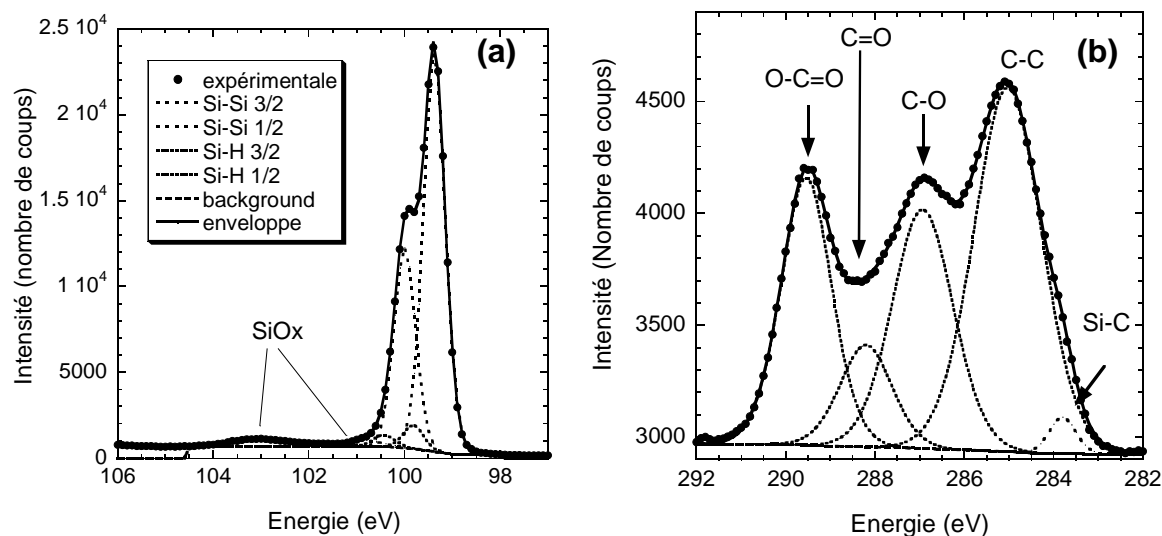 (a)
Intensité (nombre de coups)
2.5 10⁴
2 10⁴
1.5 10⁴
1 10⁴
5000
0
expérimentale
Si-Si 3/2
Si-Si 1/2
Si-H 3/2
Si-H 1/2
background
enveloppe
SiOx
106 104 102 100 98
Energie (eV)
(b)
Intensité (Nombre de coups)
4500
4000
3500
3000
C=O
O-C=O
C-O
C-C
Si-C
292 290 288 286 284 282
Energie (eV)